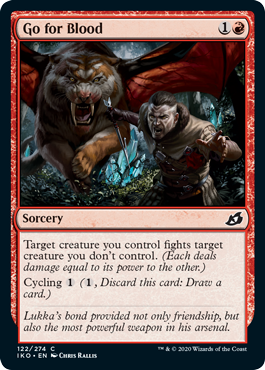 Go for Blood 1
Sorcery
Target creature you control fights target
creature you don't control. (Each deals
damage equal to its power to the other.)
Cycling 1 (1, Discard this card: Draw
a card.)
Lukka's bond provided not only friendship, but
also the most powerful weapon in his arsenal.
122/274 C
IKO • EN Chris Rallis
™ & © 2020 Wizards of the Coast